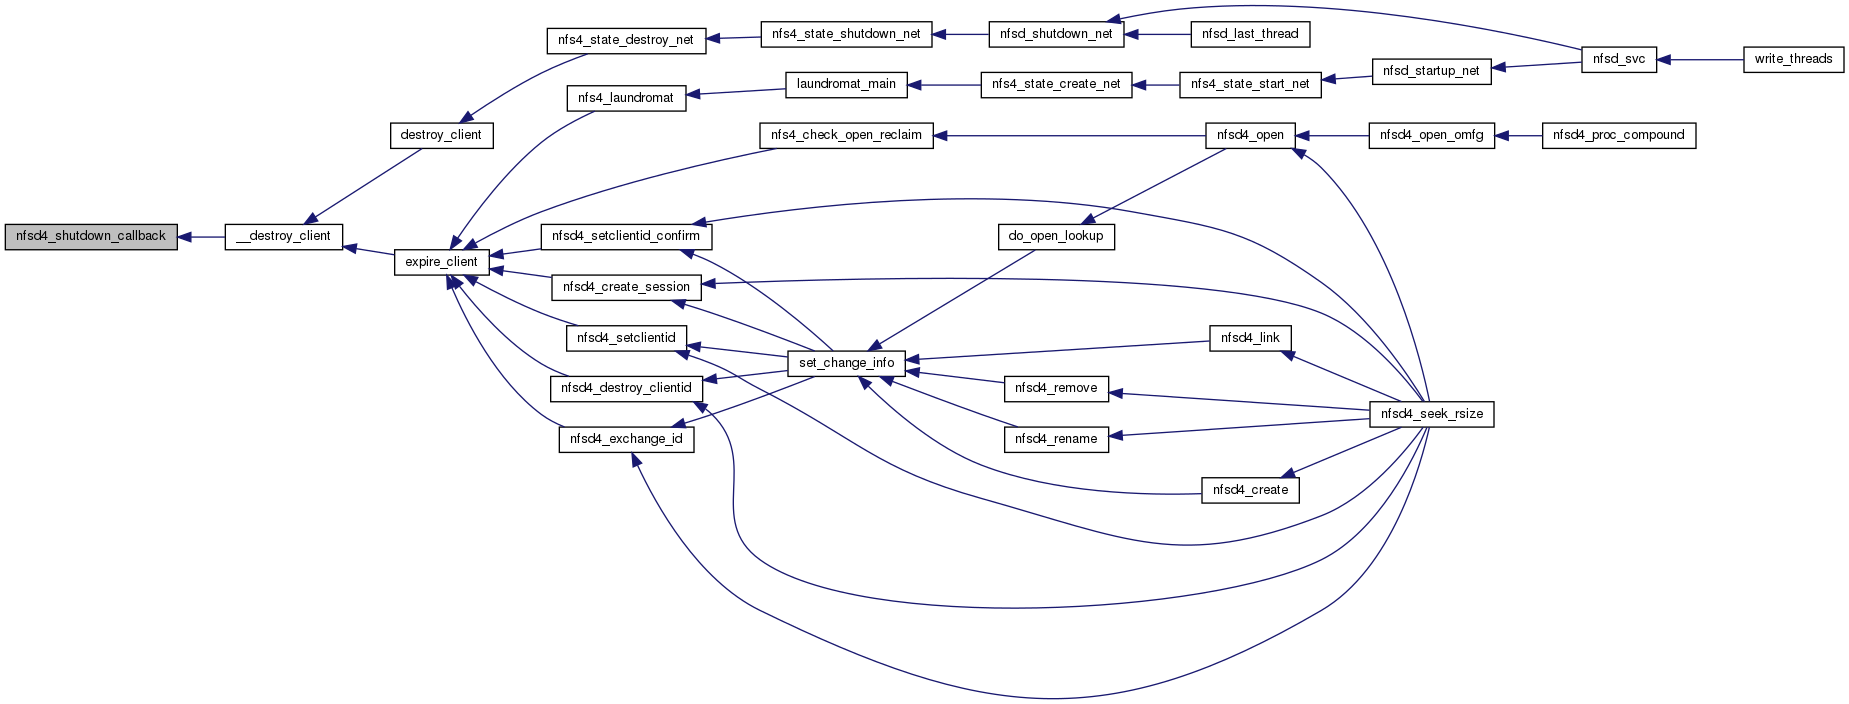 nfsd4_shutdown_callback
__destroy_client
destroy_client
expire_client
nfs4_state_destroy_net
nfs4_laundromat
nfsd4_setclientid_confirm
nfsd4_create_session
nfsd4_setclientid
nfsd4_destroy_clientid
nfsd4_exchange_id
nfs4_state_shutdown_net
laundromat_main
nfs4_check_open_reclaim
set_change_info
nfsd_shutdown_net
nfs4_state_create_net
do_open_lookup
nfsd4_remove
nfsd4_rename
nfsd_last_thread
nfs4_state_start_net
nfsd4_open
nfsd4_link
nfsd4_create
nfsd_startup_net
nfsd4_open_omfg
nfsd4_seek_rsize
nfsd_svc
nfsd4_proc_compound
write_threads